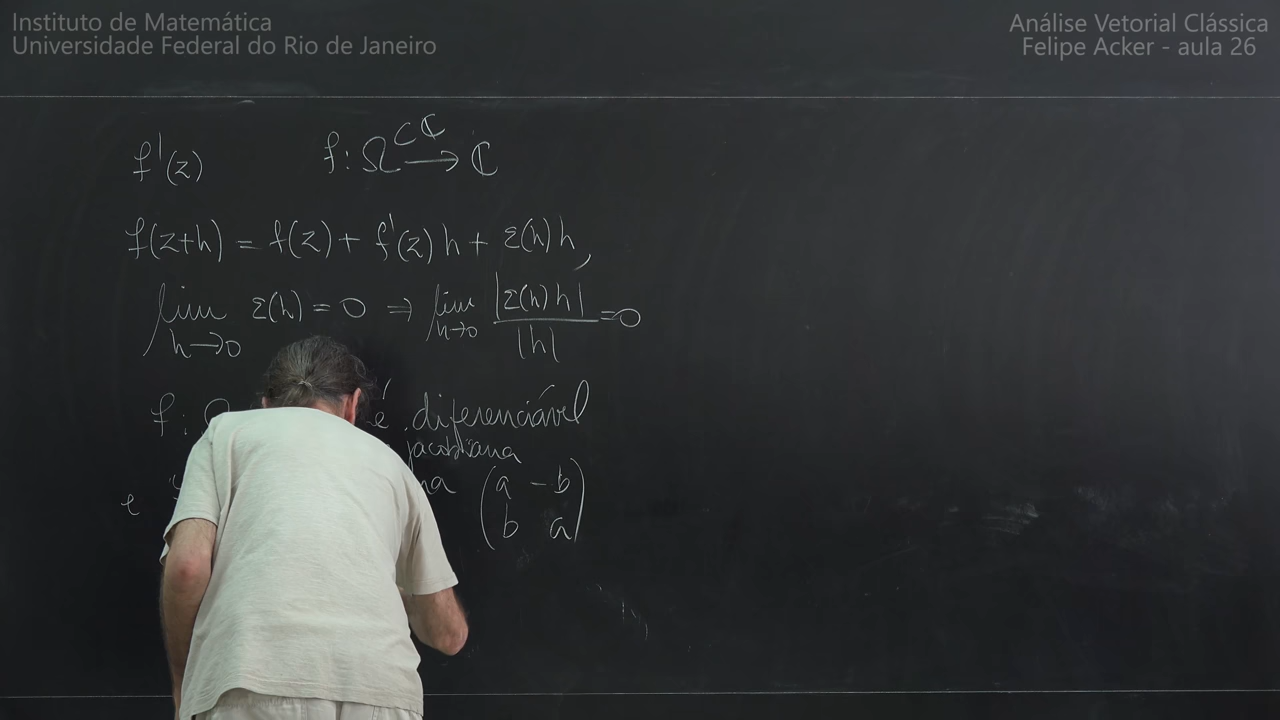 Instituto de Matemática
Universidade Federal do Rio de Janeiro
Análise Vetorial Clássica
Felipe Acker - aula 26
f'(z) f: Ω ⊂ ℂ → ℂ
f(z+h) = f(z) + f'(z) h + ε(h) h,
lim h→0 ε(h) = 0 ⇒ lim h→0 |ε(h) h| / |h| = 0
f: é diferenciável
jacobiana
e ( a -b
b a )